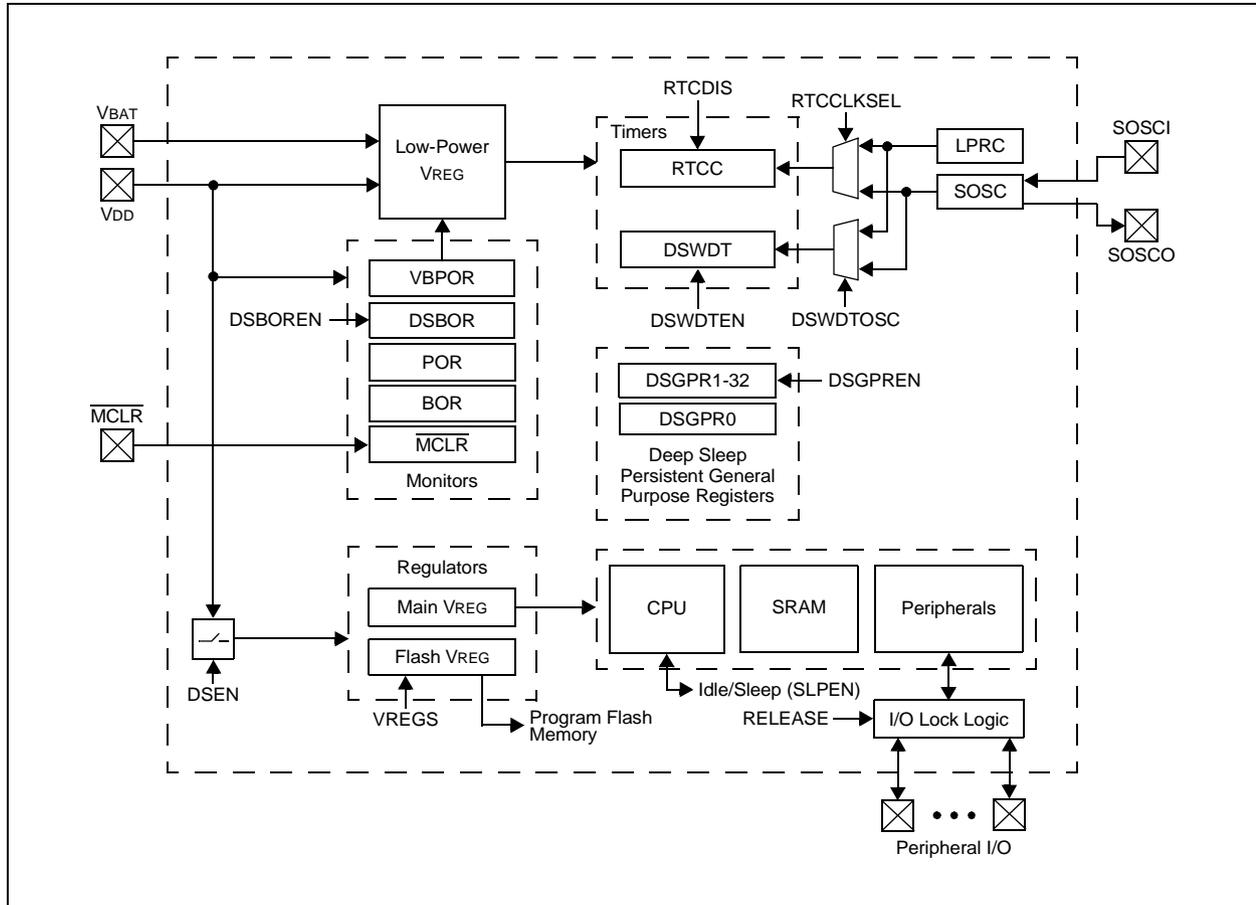 VBAT
VDD
Low-Power
VREG
RTCDIS
RTCCLKSEL
Timers
RTCC
LPRC
SOSC
SOSCI
SOSCO
DSWDT
DSWDTEN
DSWDTOSC
VBPOR
DSBOREN
DSBOR
POR
BOR
MCLR
MCLR
Monitors
DSGPR1-32
DSGPREN
DSGPR0
Deep Sleep
Persistent General
Purpose Registers
Regulators
Main VREG
Flash VREG
DSEN
VREGS
Program Flash
Memory
CPU
SRAM
Peripherals
Idle/Sleep (SLPEN)
RELEASE
I/O Lock Logic
Peripheral I/O